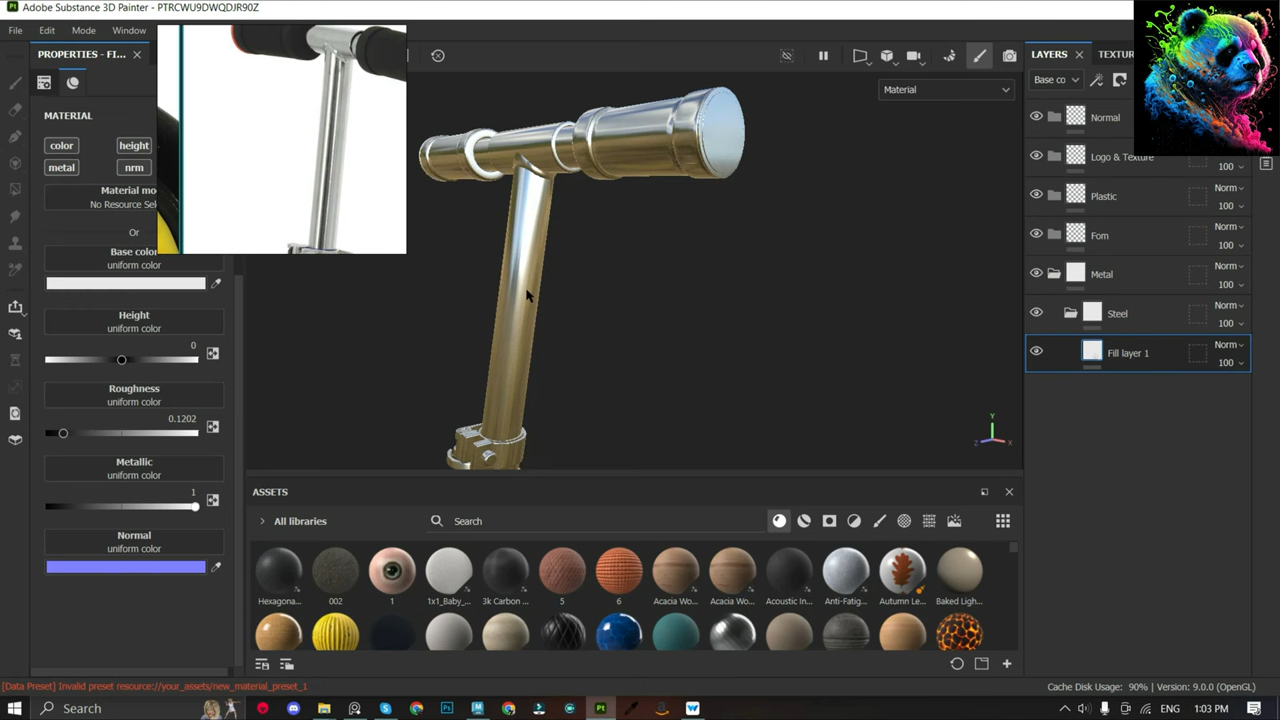 Adobe Substance 3D Painter - PTRCWU9DWQDJR90Z
File Edit Mode Window
PROPERTIES - FI...
MATERIAL
color height
metal nrm
Material mo
No Resource Sel
Or
Base color
uniform color
Height
uniform color
0
Roughness
uniform color
0.1202
Metallic
uniform color
1
Normal
uniform color
Material
LAYERS TEXTUR
Base co
Normal
Logo & Texture
100
Plastic
Norm
100
Fom
Norm
100
Metal
Norm
100
Steel
Norm
100
Fill layer 1
Norm
100
Y
Z X
ASSETS
All libraries
Search
Hexagona... 002 1 1x1_Baby_... 3k Carbon ... 5 6 Acacia Wo... Acacia Wo... Acoustic In... Anti-Fatig... Autumn Le... Baked Ligh...
[Data Preset] Invalid preset resource://your_assets/new_material_preset_1
Cache Disk Usage: 90% | Version: 9.0.0 (OpenGL)
Search
Pt
ENG
1:03 PM